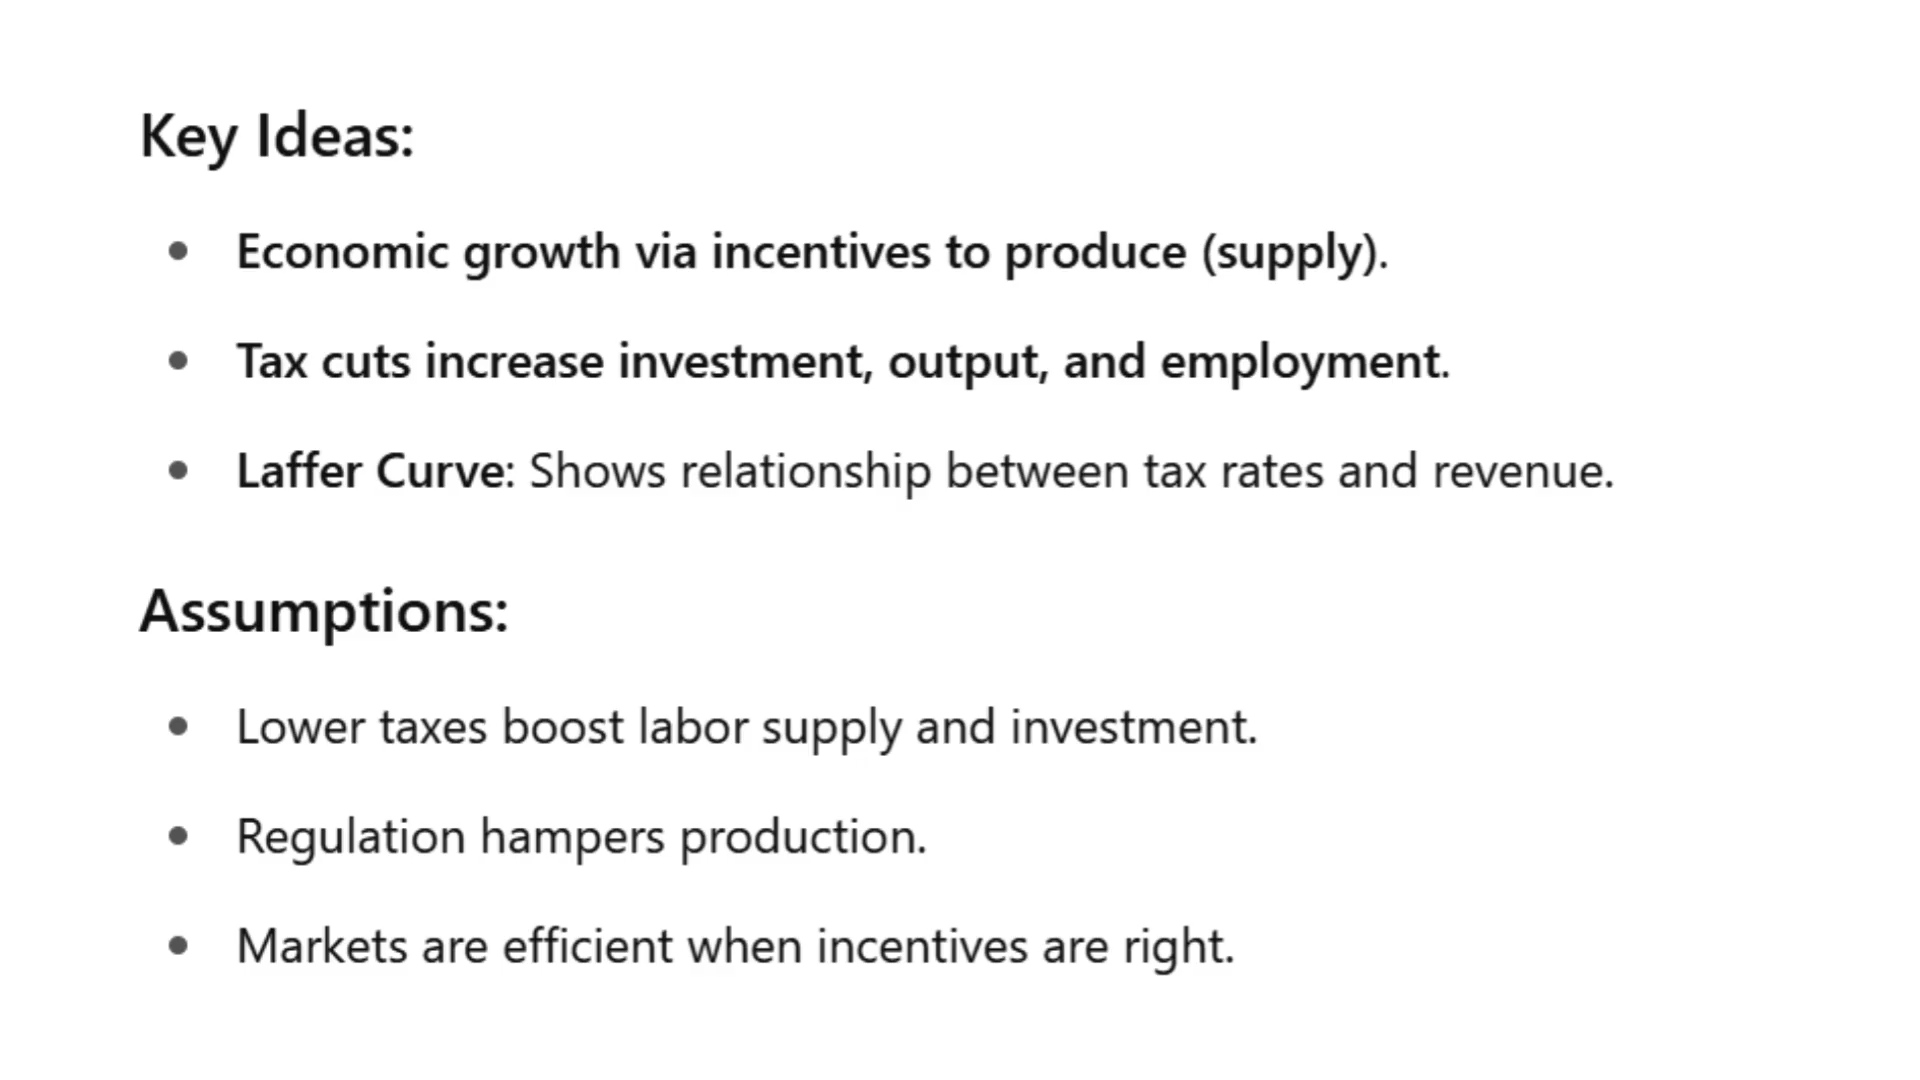 Key Ideas:
• Economic growth via incentives to produce (supply).
• Tax cuts increase investment, output, and employment.
• Laffer Curve: Shows relationship between tax rates and revenue.
Assumptions:
• Lower taxes boost labor supply and investment.
• Regulation hampers production.
• Markets are efficient when incentives are right.